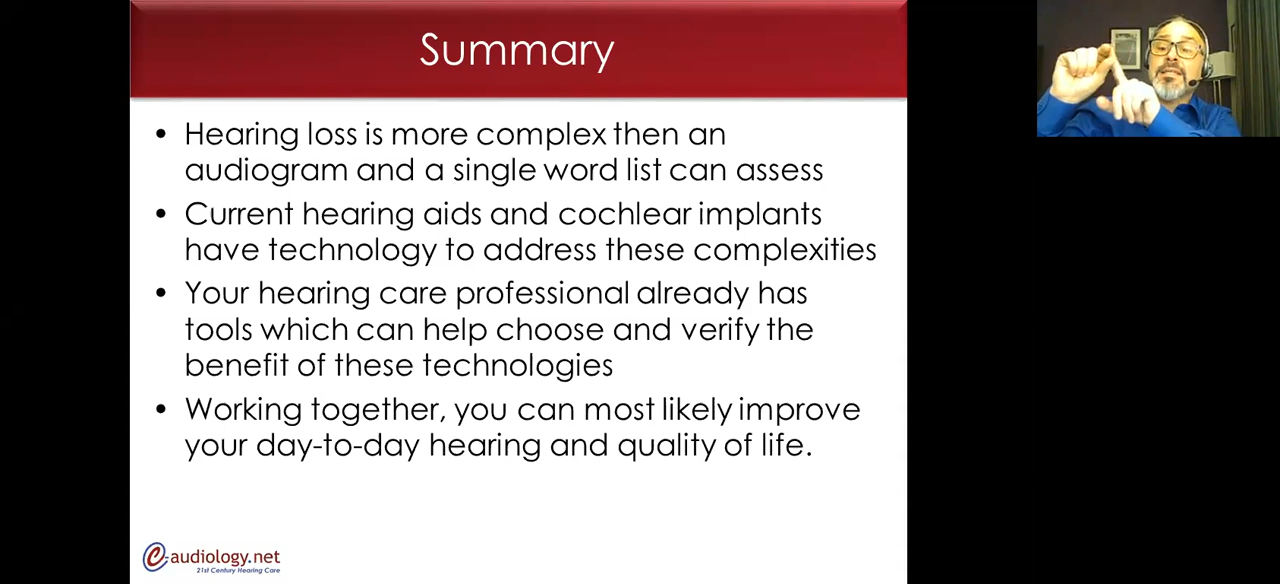 Summary
• Hearing loss is more complex then an
audiogram and a single word list can assess
• Current hearing aids and cochlear implants
have technology to address these complexities
• Your hearing care professional already has
tools which can help choose and verify the
benefit of these technologies
• Working together, you can most likely improve
your day-to-day hearing and quality of life.
e-audiology.net
21st Century Hearing Care